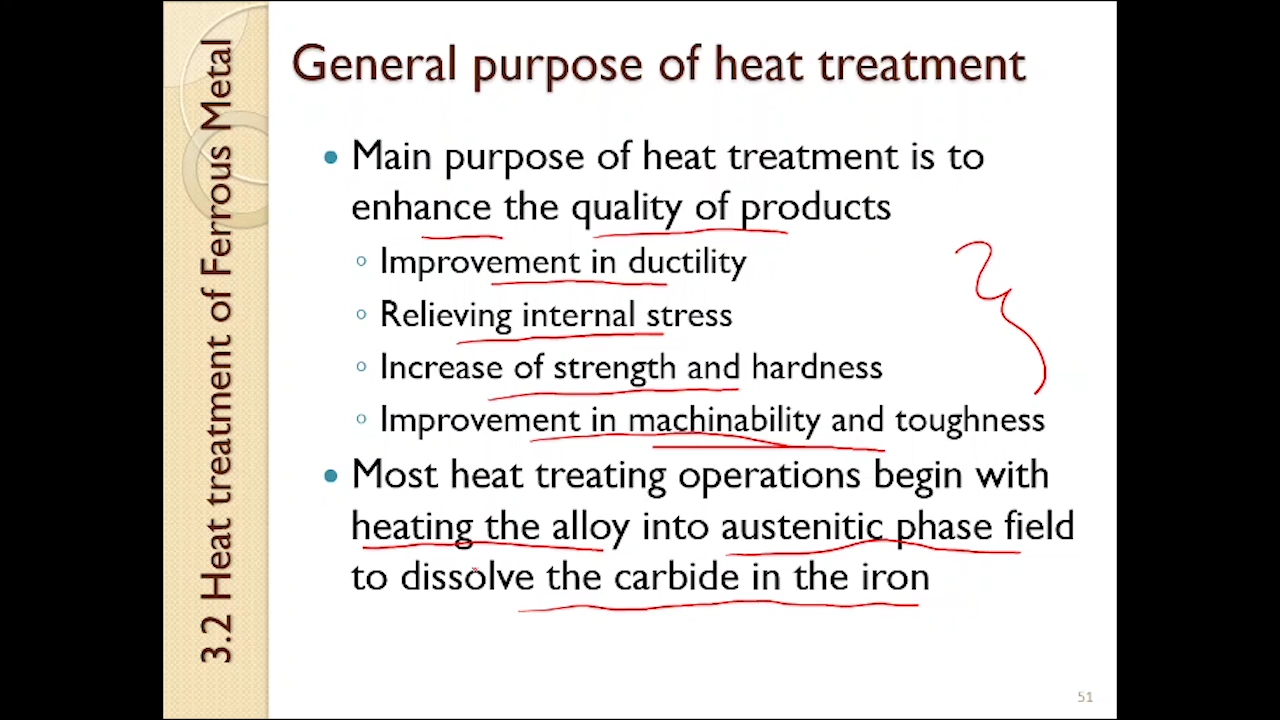 3.2 Heat treatment of Ferrous Metal
General purpose of heat treatment
• Main purpose of heat treatment is to
enhance the quality of products
◦ Improvement in ductility
◦ Relieving internal stress
◦ Increase of strength and hardness
◦ Improvement in machinability and toughness
• Most heat treating operations begin with
heating the alloy into austenitic phase field
to dissolve the carbide in the iron
51